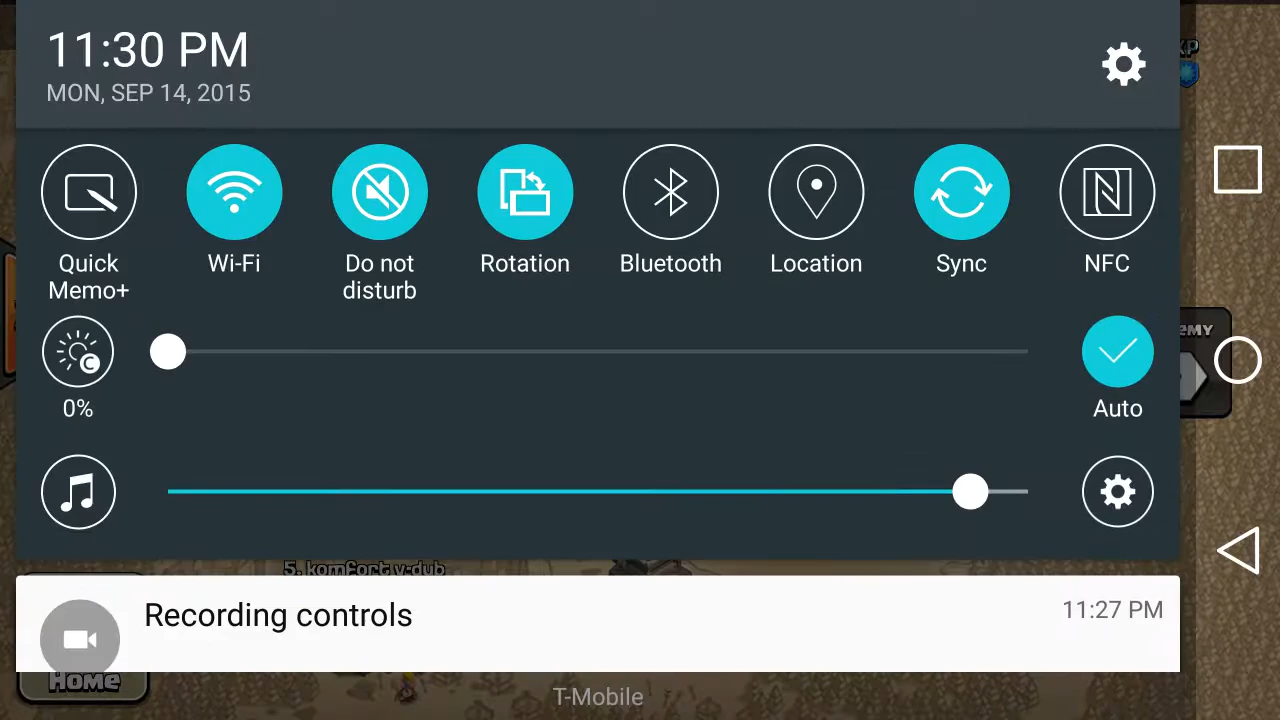 11:30 PM
MON, SEP 14, 2015
XP
Quick
Memo+
Wi-Fi
Do not
disturb
Rotation
Bluetooth
Location
Sync
NFC
0%
Auto
5. komfort v-dub
Recording controls
11:27 PM
Home
T-Mobile